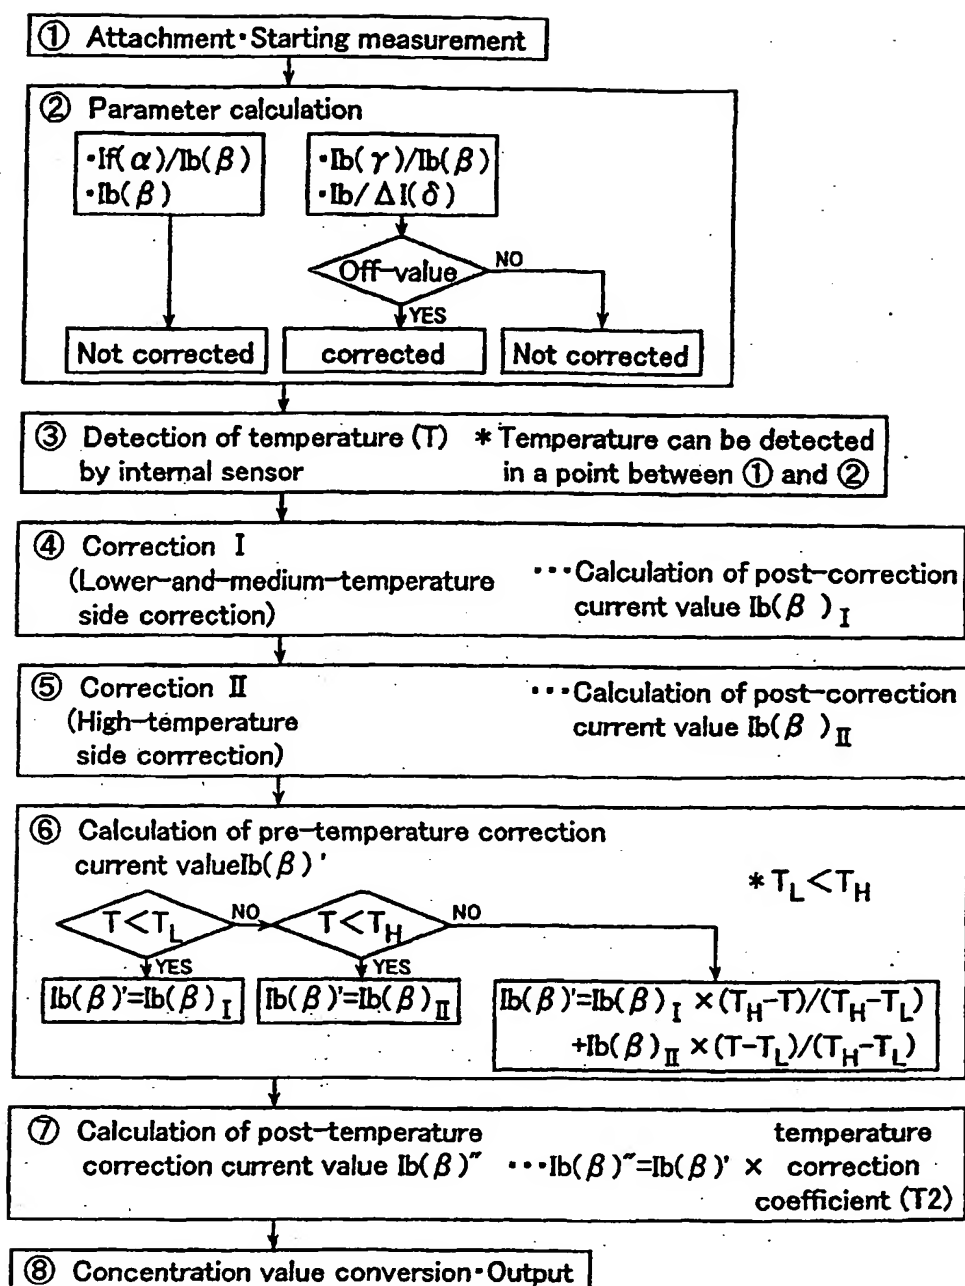 ① Attachment・Starting measurement
② Parameter calculation
・If(α)/Ib(β)
・Ib(β)
・Ib(γ)/Ib(β)
・Ib/ΔI(δ)
Off-value
NO
YES
Not corrected
corrected
Not corrected
③ Detection of temperature (T)
by internal sensor
* Temperature can be detected
in a point between ① and ②
④ Correction Ⅰ
(Lower-and-medium-temperature
side correction)
・・・Calculation of post-correction
current value Ib(β)Ⅰ
⑤ Correction Ⅱ
(High-temperature
side corrrection)
・・・Calculation of post-correction
current value Ib(β)Ⅱ
⑥ Calculation of pre-temperature correction
current valueIb(β)'
* TL<TH
T<TL
NO
T<TH
NO
YES
YES
Ib(β)'=Ib(β)Ⅰ
Ib(β)'=Ib(β)Ⅱ
Ib(β)'=Ib(β)Ⅰ ×(TH-T)/(TH-TL)
+Ib(β)Ⅱ ×(T-TL)/(TH-TL)
⑦ Calculation of post-temperature
correction current value Ib(β)"
・・・Ib(β)"=Ib(β)' ×
temperature
correction
coefficient (T2)
⑧ Concentration value conversion・Output